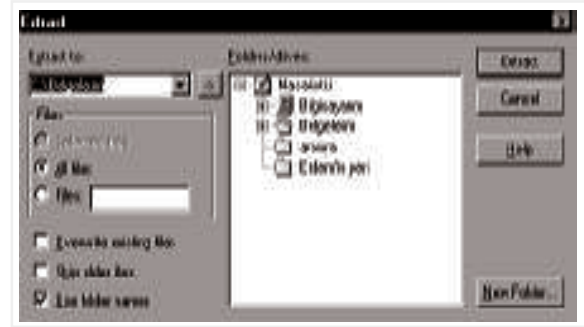 Extract
Extract to:
Folders/drives:
Extract
Cancel
Help
Files
All files
Files:
Overwrite existing files
Skip older files
Use folder names
Masaüstü
Bilgisayarım
Belgelerim
New Folder...